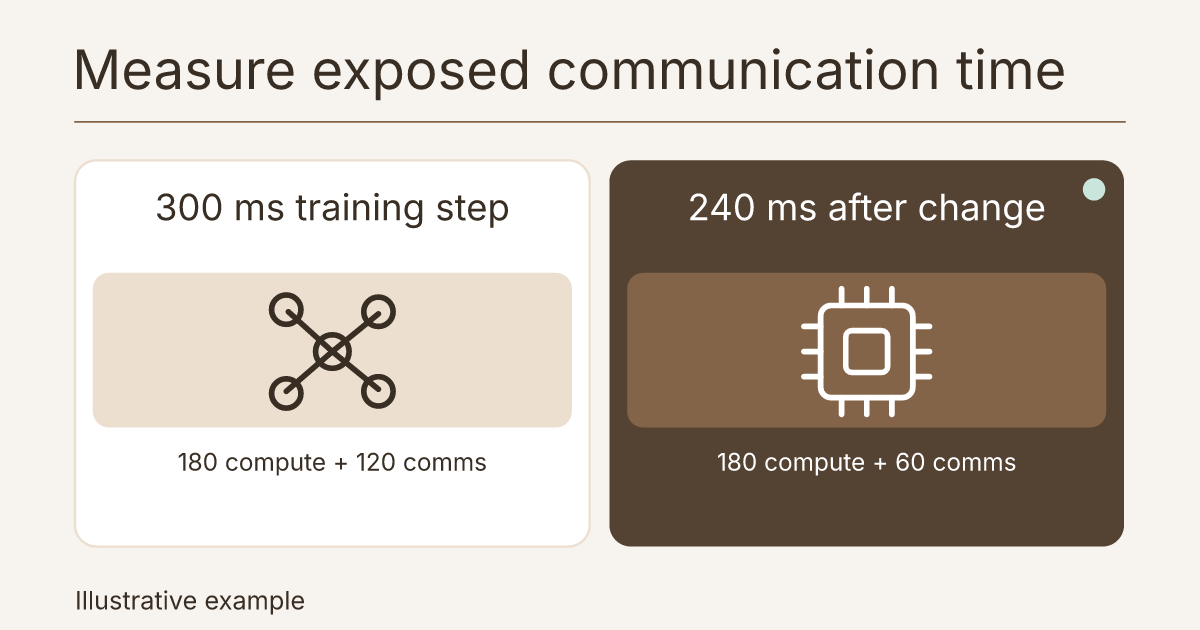 Measure exposed communication time
300 ms training step
180 compute + 120 comms
240 ms after change
180 compute + 60 comms
Illustrative example